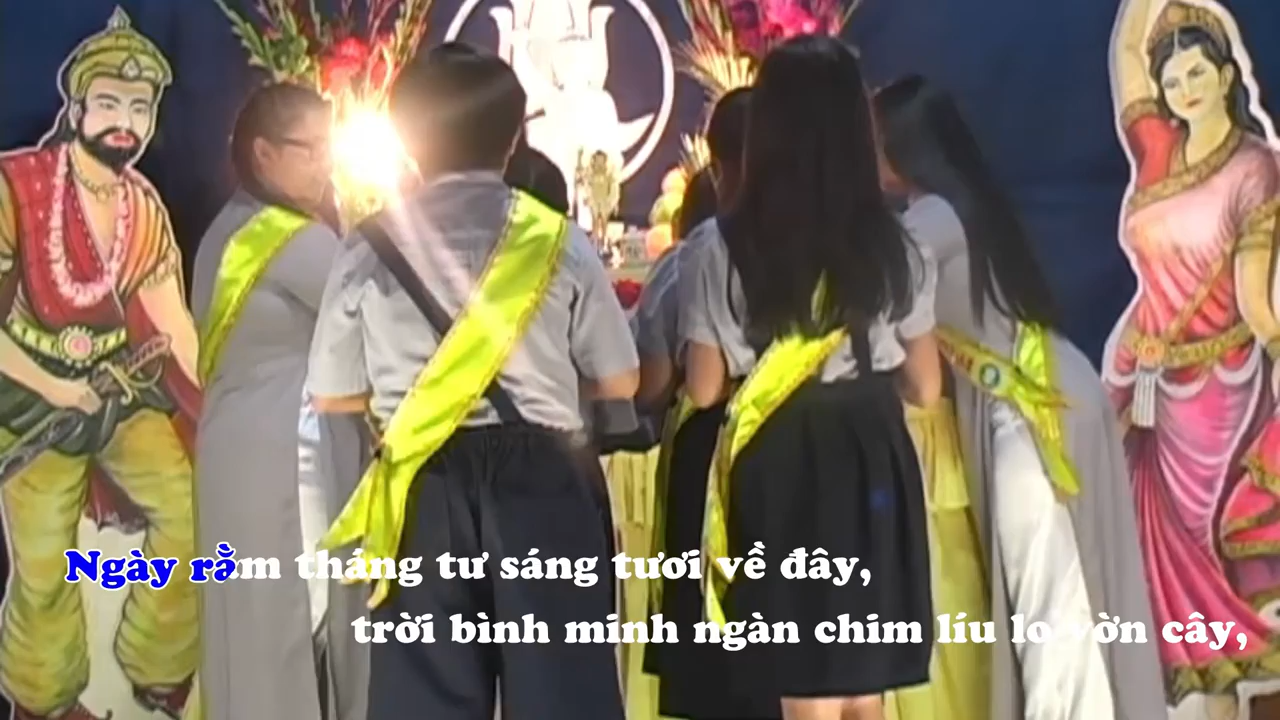 Ngày rằm tháng tư sáng tươi về đây,
trời bình minh ngàn chim líu lo vờn cây,